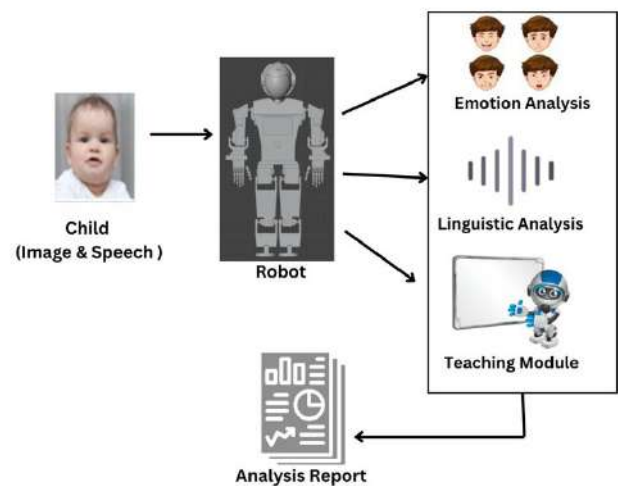 Emotion Analysis
Linguistic Analysis
Child
(Image & Speech )
Robot
Teaching Module
Analysis Report